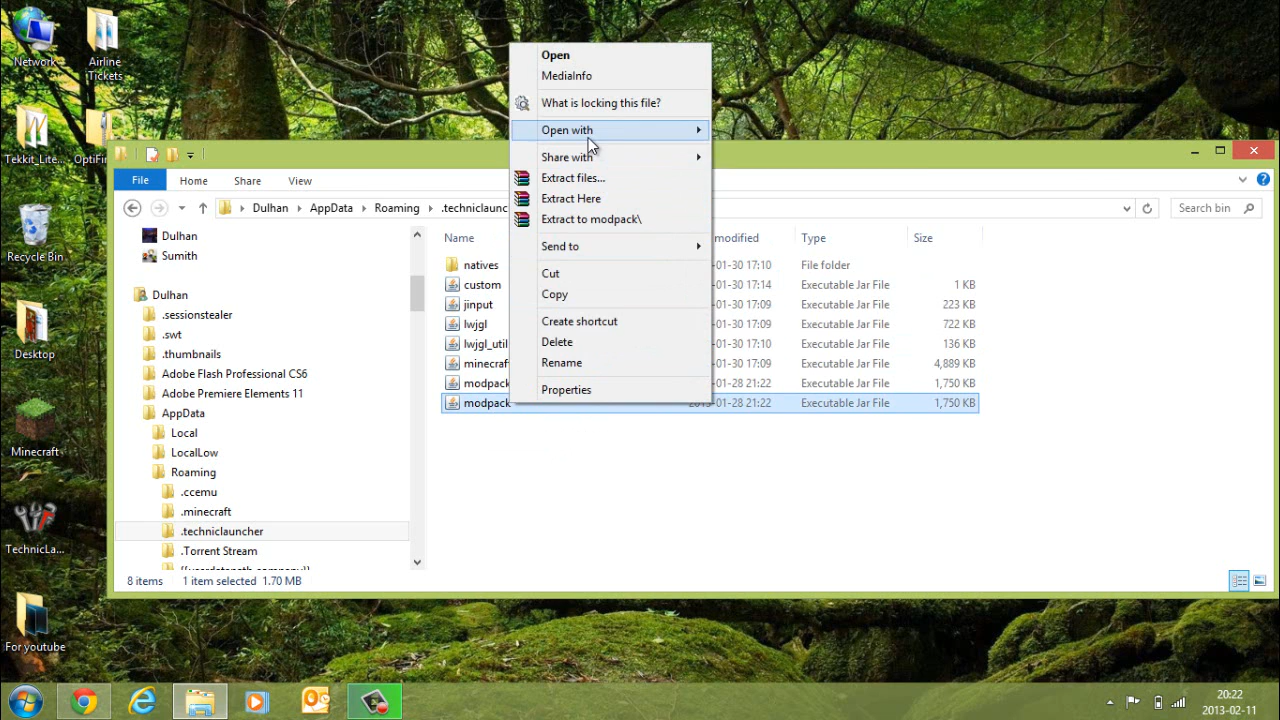 Network
Airline
Tickets
Tekkit_Lite...
OptiFi
Recycle Bin
Desktop
Minecraft
TechnicLa...
For youtube
File
Home
Share
View
Dulhan
AppData
Roaming
.techniclaunc
Search bin
Dulhan
Sumith
Dulhan
.sessionstealer
.swt
.thumbnails
Adobe Flash Professional CS6
Adobe Premiere Elements 11
AppData
Local
LocalLow
Roaming
.ccemu
.minecraft
.techniclauncher
.Torrent Stream
Name
modified
Type
Size
natives
-01-30 17:10
File folder
custom
-01-30 17:14
Executable Jar File
1 KB
jinput
-01-30 17:09
Executable Jar File
223 KB
lwjgl
-01-30 17:09
Executable Jar File
722 KB
lwjgl_util
-01-30 17:10
Executable Jar File
136 KB
minecraf
-01-30 17:09
Executable Jar File
4,889 KB
modpack
-01-28 21:22
Executable Jar File
1,750 KB
modpack
2013-01-28 21:22
Executable Jar File
1,750 KB
Open
MediaInfo
What is locking this file?
Open with
Share with
Extract files...
Extract Here
Extract to modpack\
Send to
Cut
Copy
Create shortcut
Delete
Rename
Properties
8 items
1 item selected 1.70 MB
20:22
2013-02-11